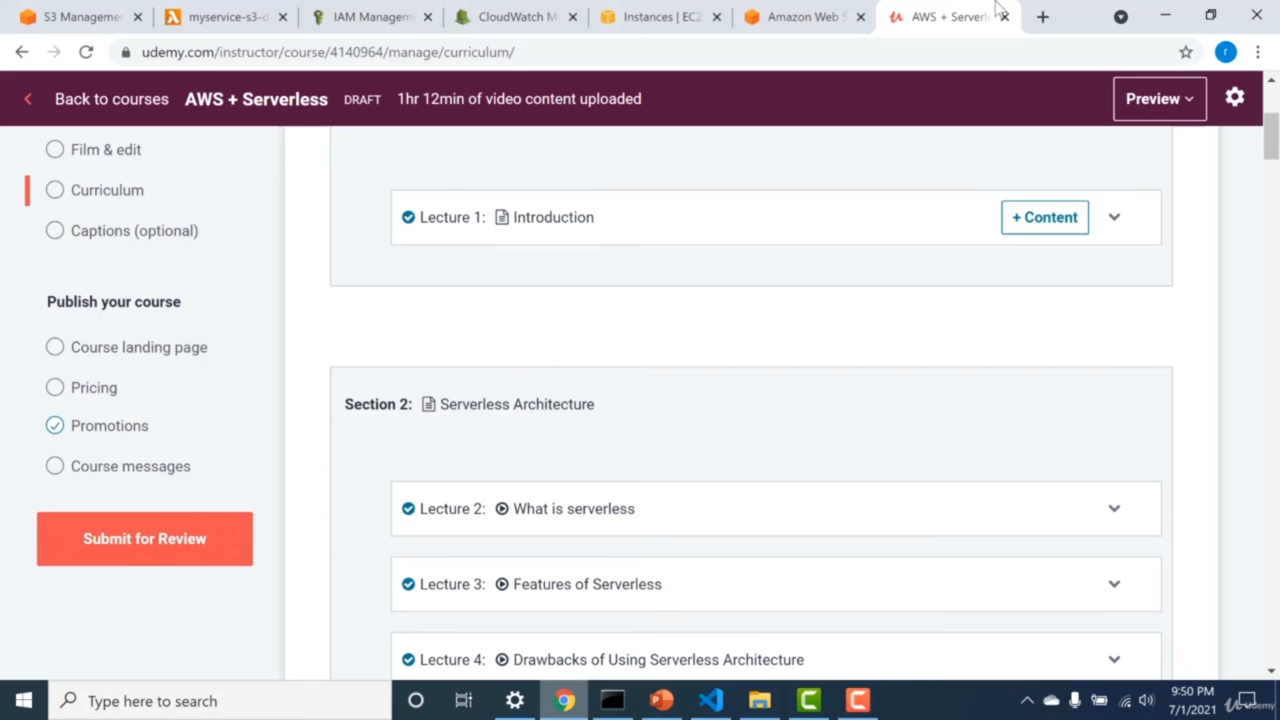 S3 Manageme
myservice-s3-d
IAM Managem
CloudWatch M
Instances | EC2
Amazon Web S
AWS + Serverle
udemy.com/instructor/course/4140964/manage/curriculum/
r
Back to courses
AWS + Serverless
DRAFT
1hr 12min of video content uploaded
Preview
Film & edit
Curriculum
Captions (optional)
Publish your course
Course landing page
Pricing
Promotions
Course messages
Submit for Review
Lecture 1: Introduction
+ Content
Section 2: Serverless Architecture
Lecture 2: What is serverless
Lecture 3: Features of Serverless
Lecture 4: Drawbacks of Using Serverless Architecture
Type here to search
9:50 PM
7/1/2021
Udemy